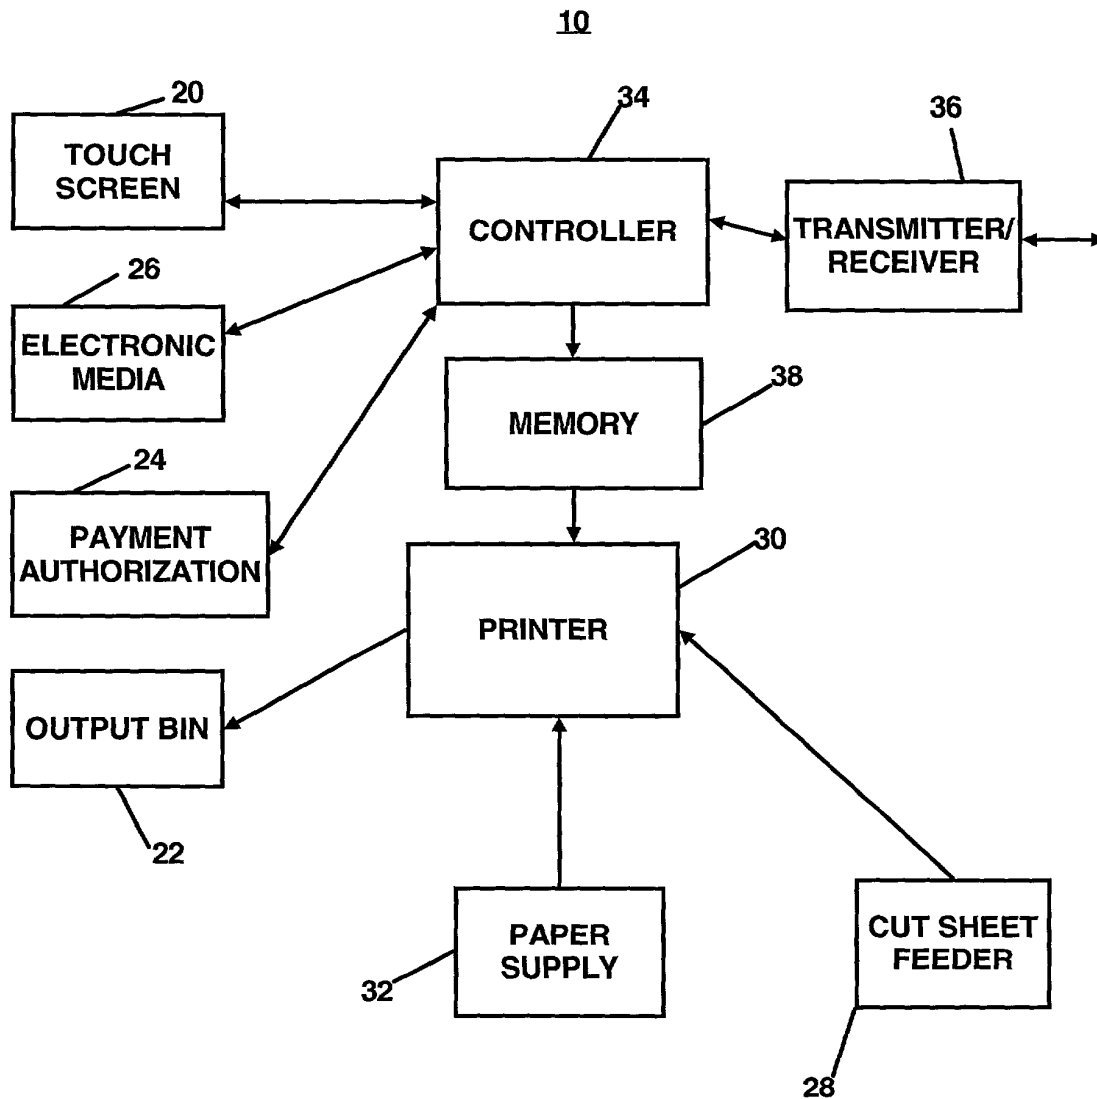 10
20
TOUCH
SCREEN
34
CONTROLLER
36
TRANSMITTER/
RECEIVER
26
ELECTRONIC
MEDIA
38
MEMORY
24
PAYMENT
AUTHORIZATION
30
PRINTER
OUTPUT BIN
22
PAPER
SUPPLY
32
CUT SHEET
FEEDER
28